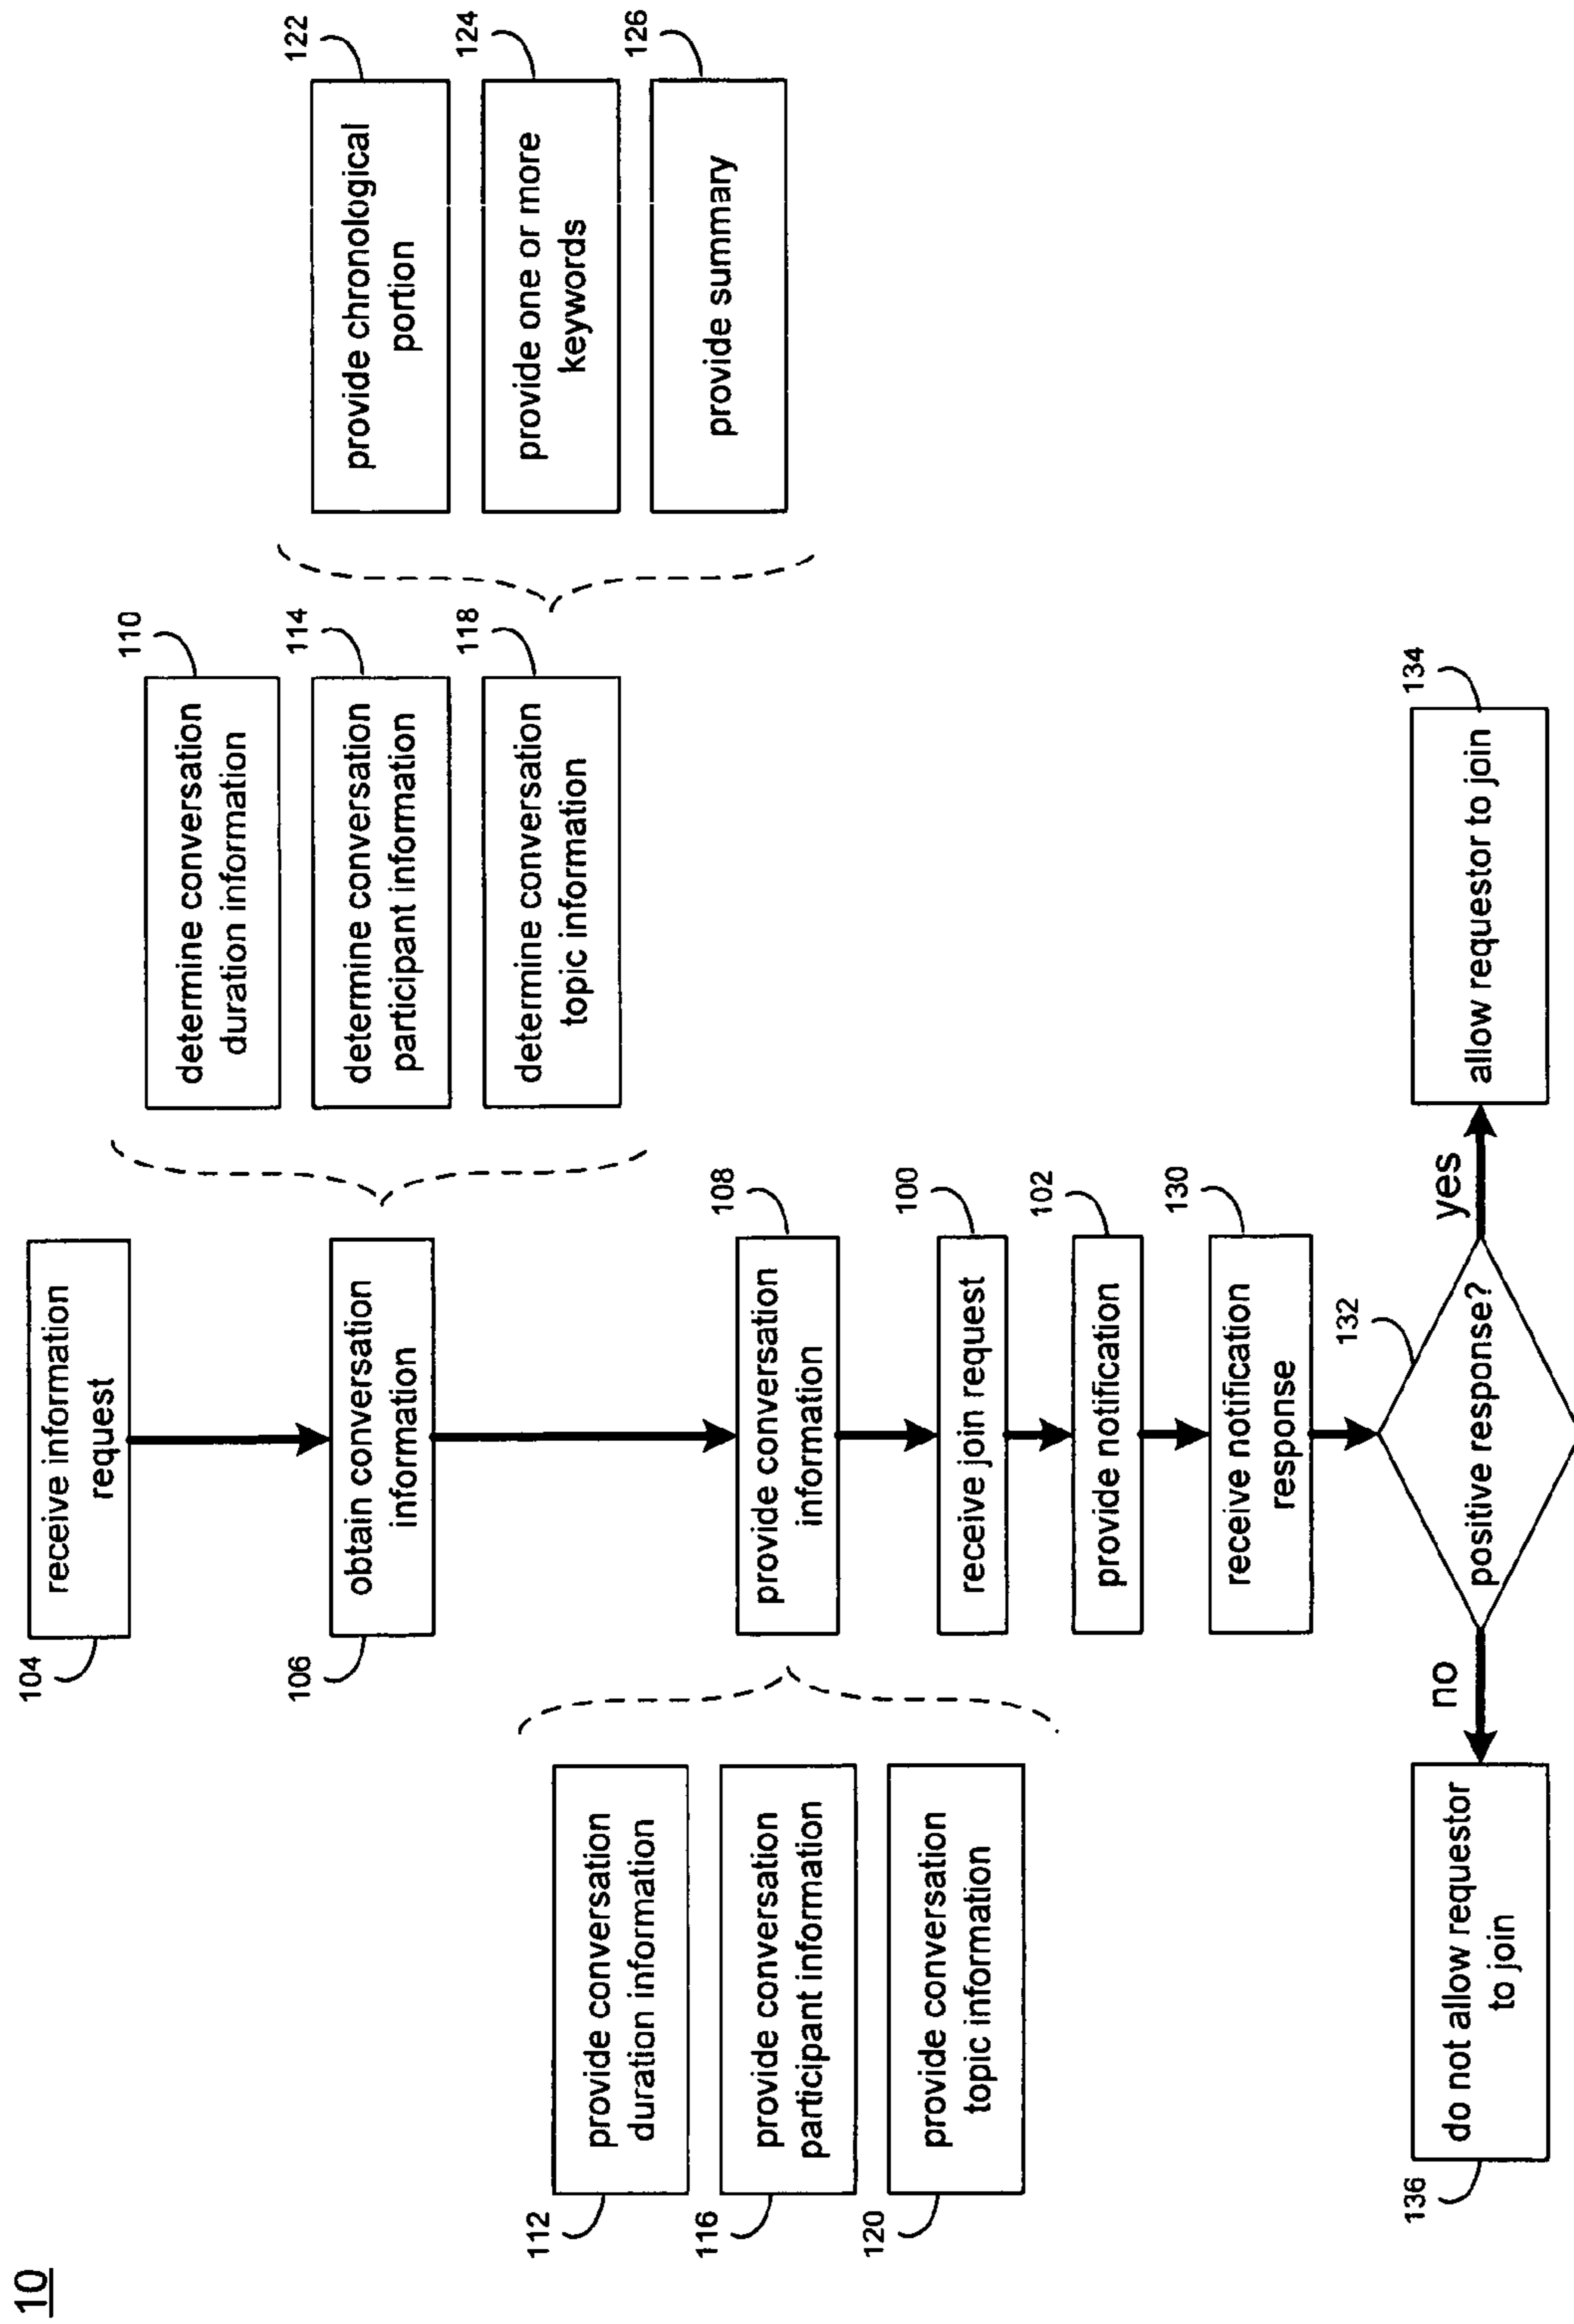 10
104
receive information
request
106
obtain conversation
information
110
determine conversation
duration information
114
determine conversation
participant information
118
determine conversation
topic information
122
provide chronological
portion
124
provide one or more
keywords
126
provide summary
112
provide conversation
duration information
116
provide conversation
participant information
120
provide conversation
topic information
108
provide conversation
information
100
receive join request
102
provide notification
130
receive notification
response
132
positive response?
no
yes
136
do not allow requestor
to join
134
allow requestor to join